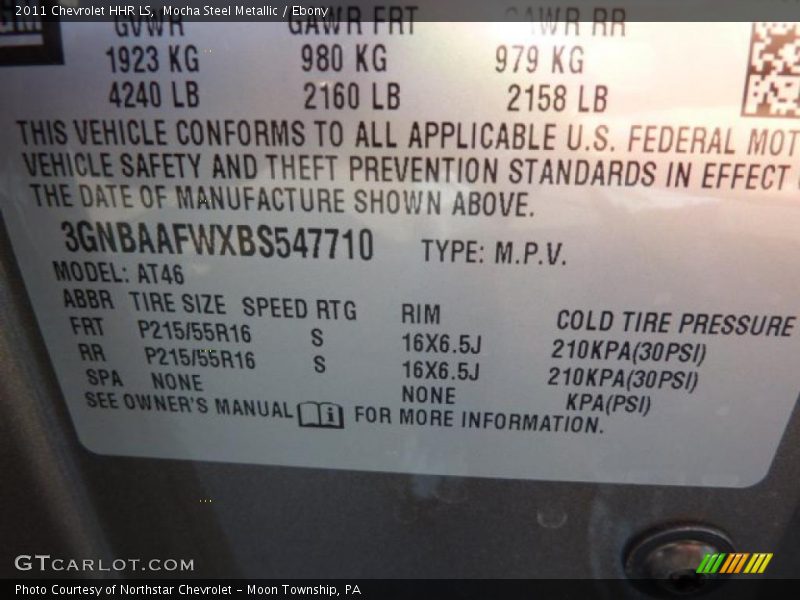 2011 Chevrolet HHR LS, Mocha Steel Metallic / Ebony
GVWR GAWR FRT GAWR RR
1923 KG 980 KG 979 KG
4240 LB 2160 LB 2158 LB
THIS VEHICLE CONFORMS TO ALL APPLICABLE U.S. FEDERAL MOT
VEHICLE SAFETY AND THEFT PREVENTION STANDARDS IN EFFECT
THE DATE OF MANUFACTURE SHOWN ABOVE.
3GNBAAFWXBS547710 TYPE: M.P.V.
MODEL: AT46
ABBR TIRE SIZE SPEED RTG RIM COLD TIRE PRESSURE
FRT P215/55R16 S 16X6.5J 210KPA(30PSI)
RR P215/55R16 S 16X6.5J 210KPA(30PSI)
SPA NONE NONE KPA(PSI)
SEE OWNER'S MANUAL i FOR MORE INFORMATION.
GTCARLOT.COM
Photo Courtesy of Northstar Chevrolet - Moon Township, PA